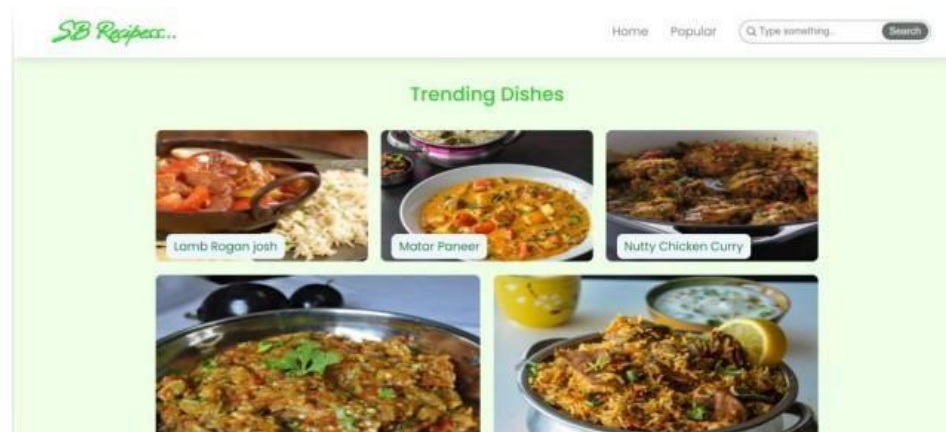 SB Recipess...
Home Popular Type something.. Search
Trending Dishes
Lamb Rogan josh
Matar Paneer
Nutty Chicken Curry